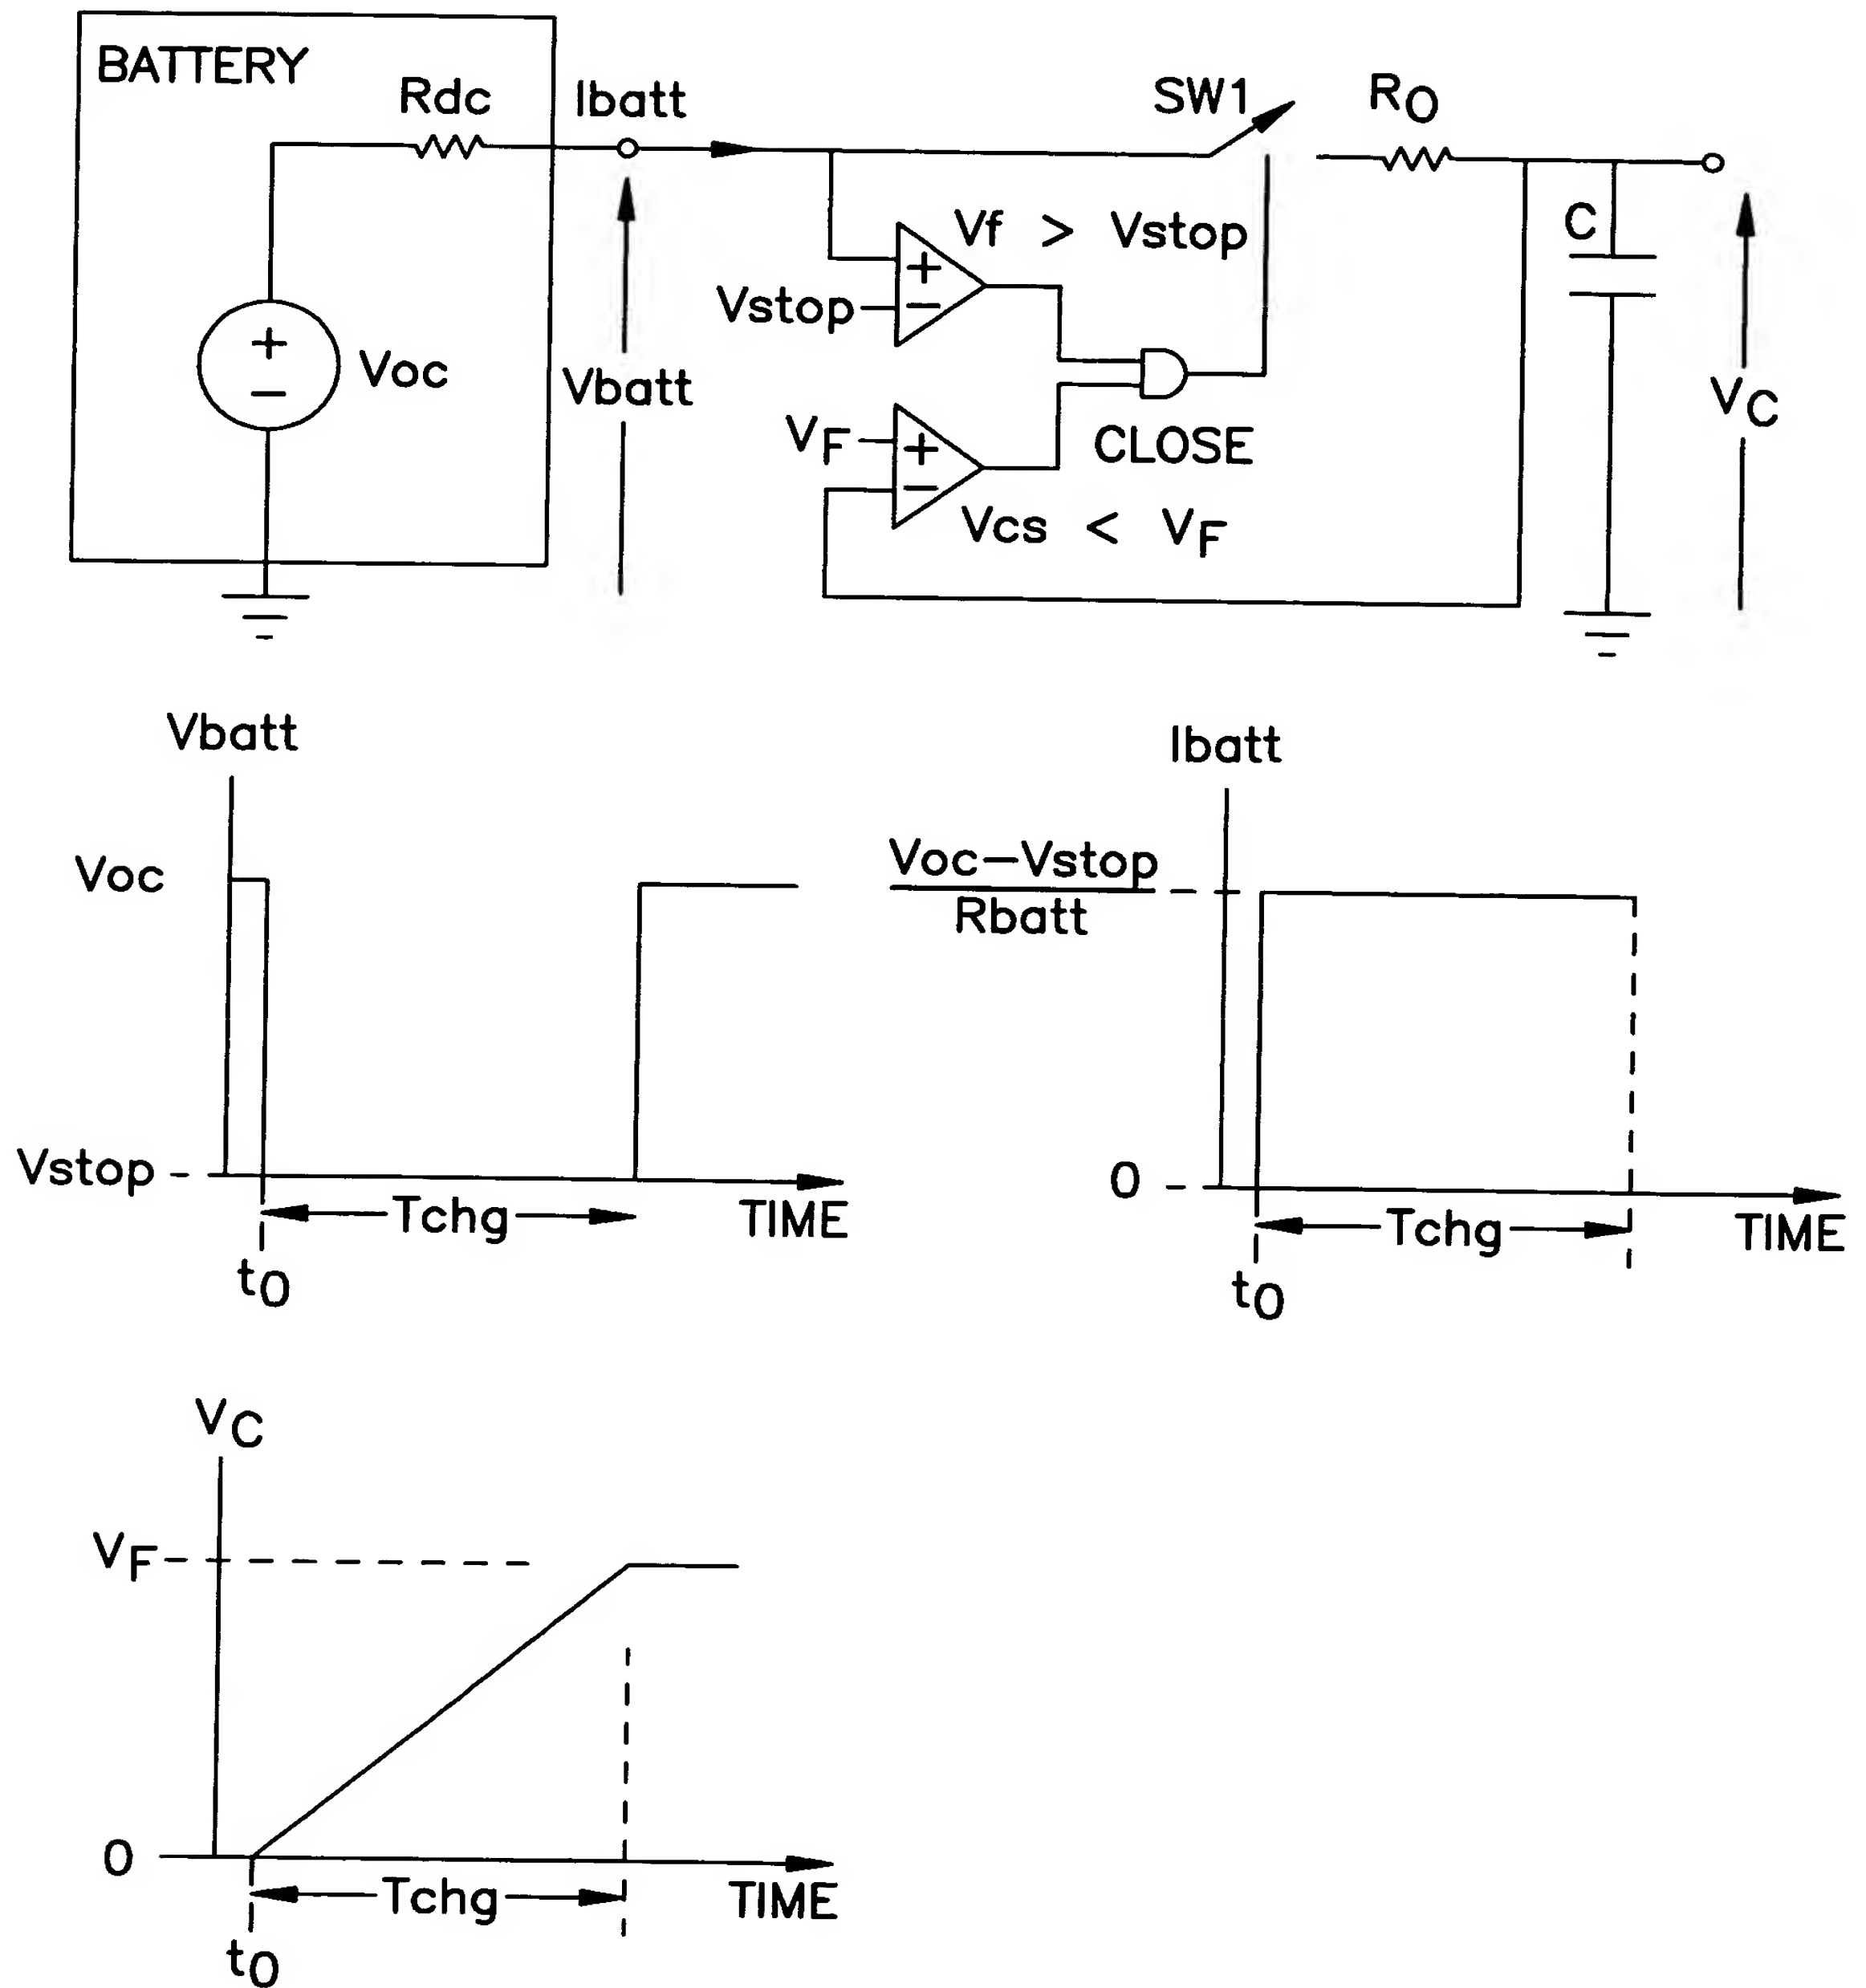 BATTERY
Rdc
Ibatt
SW1
RO
Vf > Vstop
C
+
−
Vstop
+
−
Voc
Vbatt
VC
VF
+
−
CLOSE
Vcs < VF
Vbatt
Voc
Vstop
Tchg
TIME
t0
Ibatt
Voc−Vstop
Rbatt
0
Tchg
TIME
t0
VC
VF
0
Tchg
TIME
t0